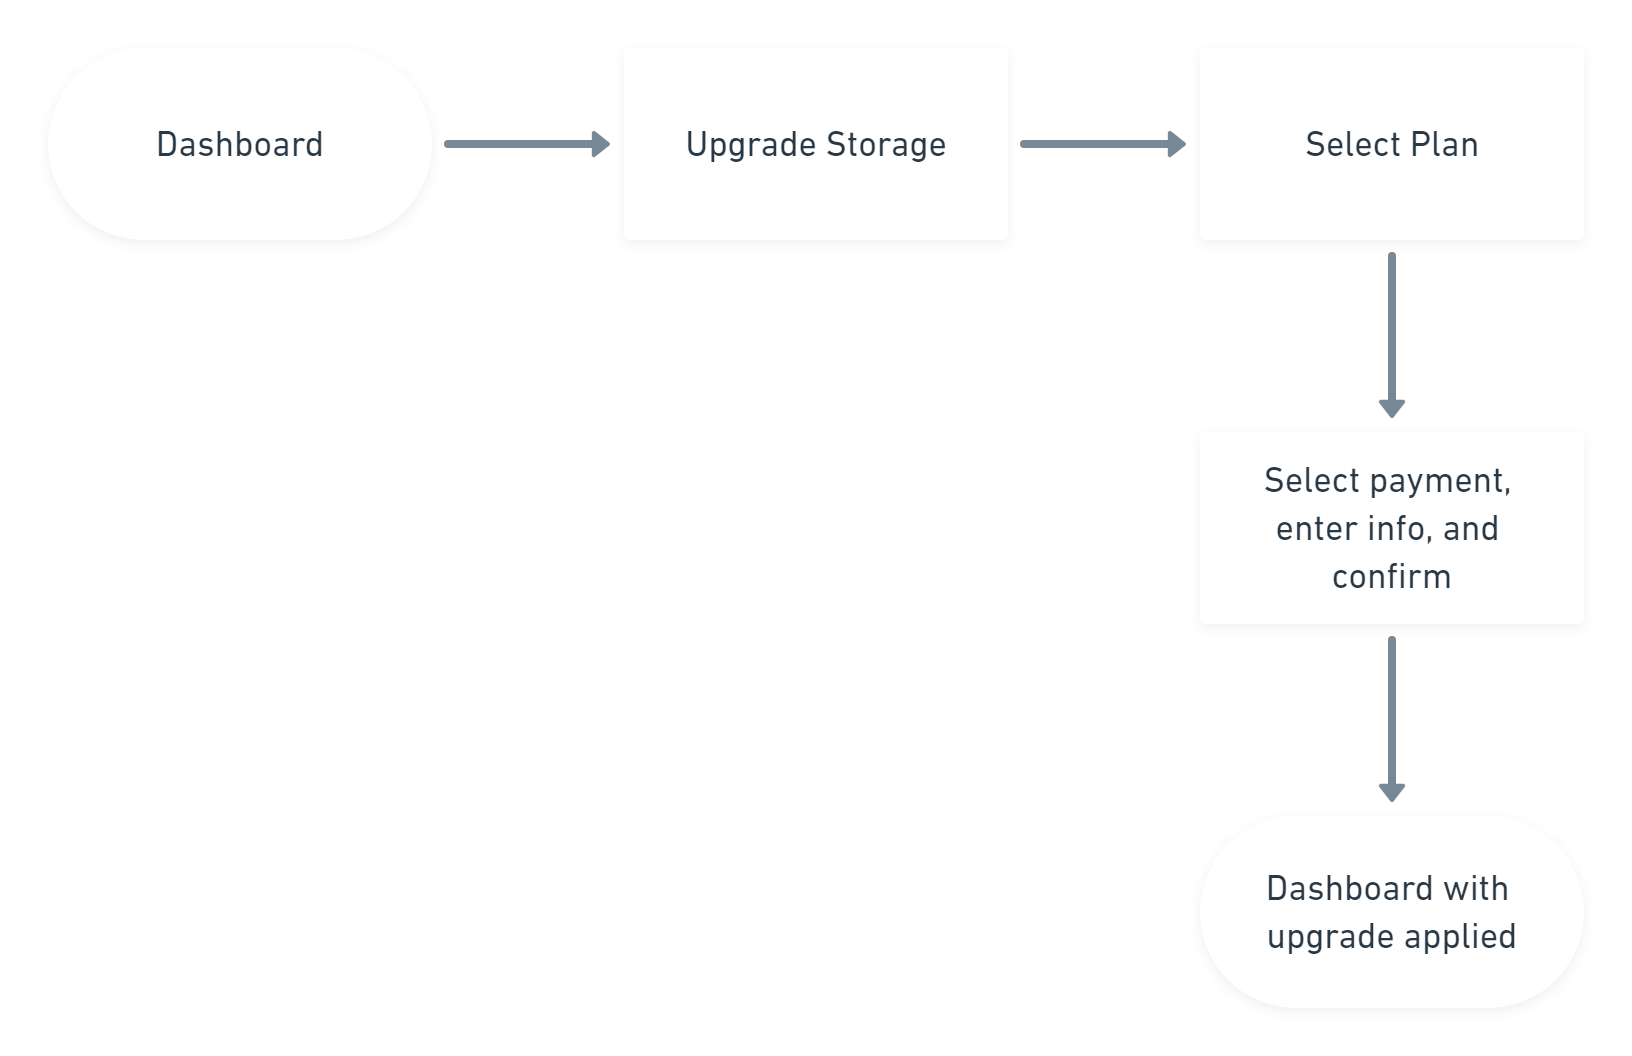 Dashboard
Upgrade Storage
Select Plan
Select payment,
enter info, and
confirm
Dashboard with
upgrade applied